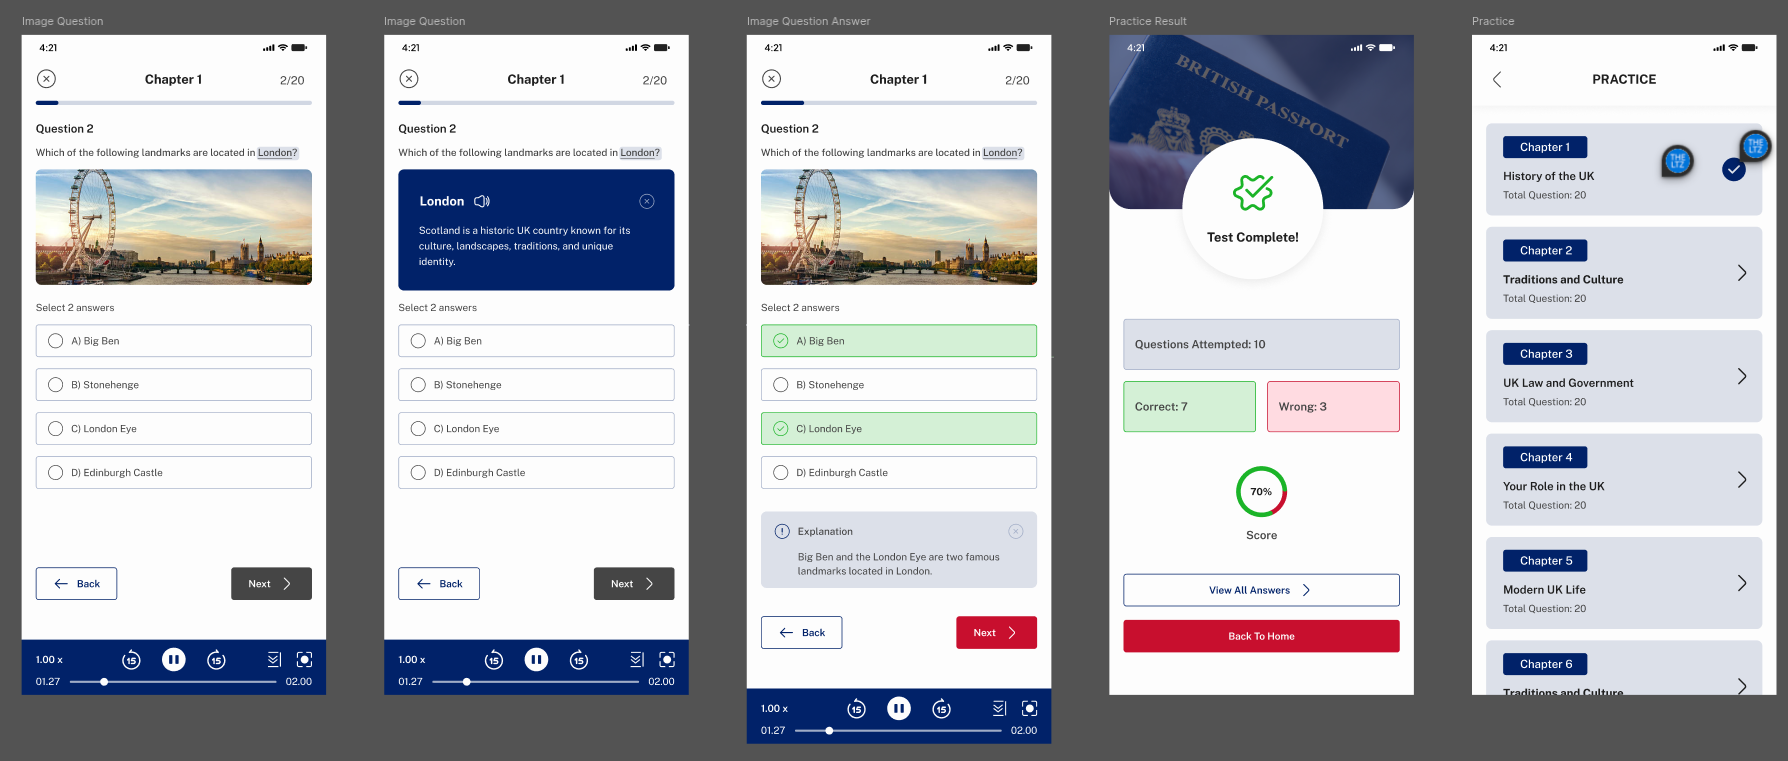 Image Question
4:21
Chapter 1
2/20
Question 2
Which of the following landmarks are located in London?
Select 2 answers
A) Big Ben
B) Stonehenge
C) London Eye
D) Edinburgh Castle
Back
Next
1.00 x
15
15
01.27
02.00
Image Question
4:21
Chapter 1
2/20
Question 2
Which of the following landmarks are located in London?
London
Scotland is a historic UK country known for its
culture, landscapes, traditions, and unique
identity.
Select 2 answers
A) Big Ben
B) Stonehenge
C) London Eye
D) Edinburgh Castle
Back
Next
1.00 x
15
15
01.27
02.00
Image Question Answer
4:21
Chapter 1
2/20
Question 2
Which of the following landmarks are located in London?
Select 2 answers
A) Big Ben
B) Stonehenge
C) London Eye
D) Edinburgh Castle
Explanation
Big Ben and the London Eye are two famous
landmarks located in London.
Back
Next
1.00 x
15
15
01.27
02.00
Practice Result
4:21
BRITISH PASSPORT
Test Complete!
Questions Attempted: 10
Correct: 7
Wrong: 3
70%
Score
View All Answers
Back To Home
Practice
4:21
PRACTICE
Chapter 1
History of the UK
Total Question: 20
THE
LTZ
THE
LTZ
Chapter 2
Traditions and Culture
Total Question: 20
Chapter 3
UK Law and Government
Total Question: 20
Chapter 4
Your Role in the UK
Total Question: 20
Chapter 5
Modern UK Life
Total Question: 20
Chapter 6
Traditions and Culture